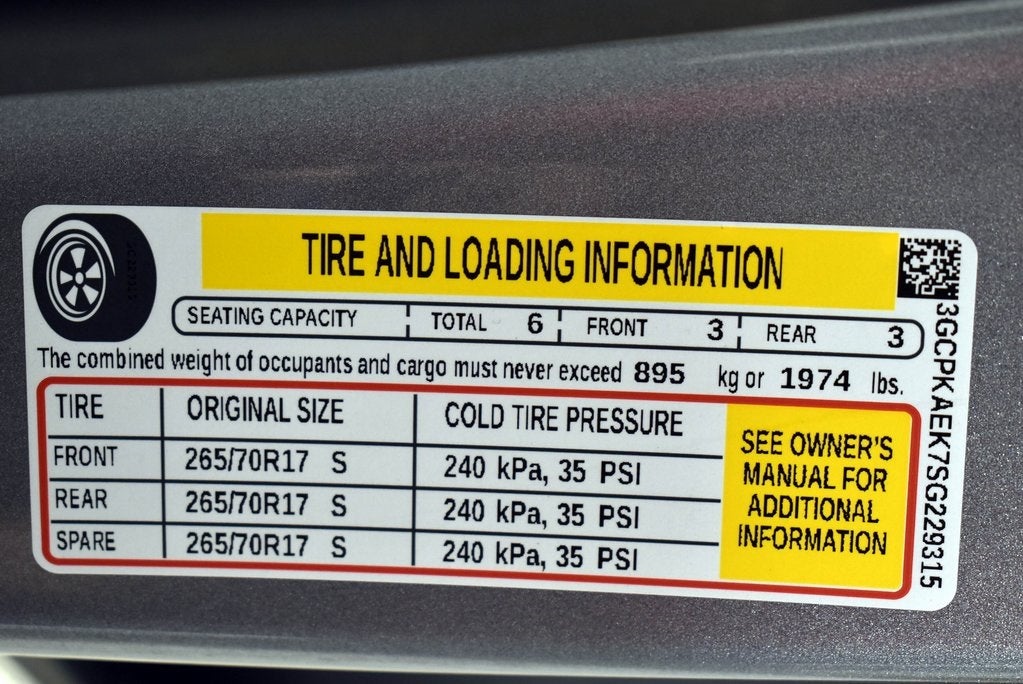 TIRE AND LOADING INFORMATION
SEATING CAPACITY TOTAL 6 FRONT 3 REAR 3
The combined weight of occupants and cargo must never exceed 895 kg or 1974 lbs.
TIRE ORIGINAL SIZE COLD TIRE PRESSURE
FRONT 265/70R17 S 240 kPa, 35 PSI
REAR 265/70R17 S 240 kPa, 35 PSI
SPARE 265/70R17 S 240 kPa, 35 PSI
SEE OWNER'S
MANUAL FOR
ADDITIONAL
INFORMATION
3GCPKAEK7SG229315